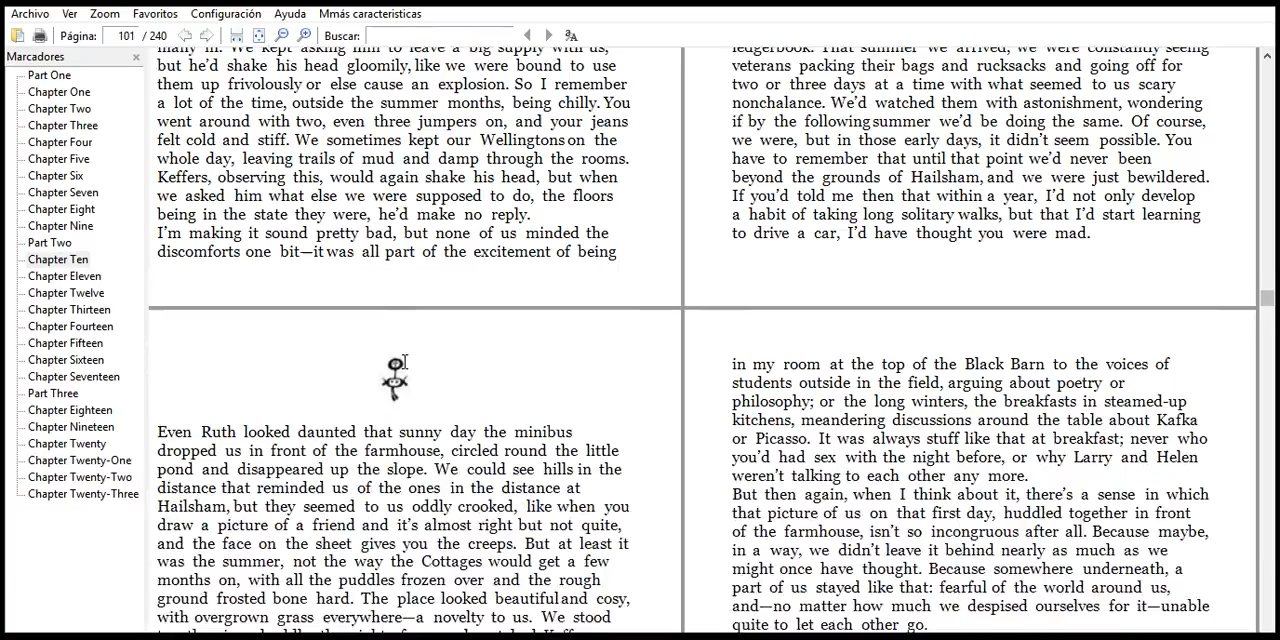 Archivo Ver Zoom Favoritos Configuración Ayuda Mmás caracteristicas
Página: 101 / 240 Buscar:
Marcadores
Part One
Chapter One
Chapter Two
Chapter Three
Chapter Four
Chapter Five
Chapter Six
Chapter Seven
Chapter Eight
Chapter Nine
Part Two
Chapter Ten
Chapter Eleven
Chapter Twelve
Chapter Thirteen
Chapter Fourteen
Chapter Fifteen
Chapter Sixteen
Chapter Seventeen
Part Three
Chapter Eighteen
Chapter Nineteen
Chapter Twenty
Chapter Twenty-One
Chapter Twenty-Two
Chapter Twenty-Three
many in. We kept asking him to leave a big supply with us,
but he'd shake his head gloomily, like we were bound to use
them up frivolously or else cause an explosion. So I remember
a lot of the time, outside the summer months, being chilly. You
went around with two, even three jumpers on, and your jeans
felt cold and stiff. We sometimes kept our Wellingtons on the
whole day, leaving trails of mud and damp through the rooms.
Keffers, observing this, would again shake his head, but when
we asked him what else we were supposed to do, the floors
being in the state they were, he'd make no reply.
I'm making it sound pretty bad, but none of us minded the
discomforts one bit—it was all part of the excitement of being
ledgerbook. That summer we arrived, we were constantly seeing
veterans packing their bags and rucksacks and going off for
two or three days at a time with what seemed to us scary
nonchalance. We'd watched them with astonishment, wondering
if by the following summer we'd be doing the same. Of course,
we were, but in those early days, it didn't seem possible. You
have to remember that until that point we'd never been
beyond the grounds of Hailsham, and we were just bewildered.
If you'd told me then that within a year, I'd not only develop
a habit of taking long solitary walks, but that I'd start learning
to drive a car, I'd have thought you were mad.
Even Ruth looked daunted that sunny day the minibus
dropped us in front of the farmhouse, circled round the little
pond and disappeared up the slope. We could see hills in the
distance that reminded us of the ones in the distance at
Hailsham, but they seemed to us oddly crooked, like when you
draw a picture of a friend and it's almost right but not quite,
and the face on the sheet gives you the creeps. But at least it
was the summer, not the way the Cottages would get a few
months on, with all the puddles frozen over and the rough
ground frosted bone hard. The place looked beautiful and cosy,
with overgrown grass everywhere—a novelty to us. We stood
in my room at the top of the Black Barn to the voices of
students outside in the field, arguing about poetry or
philosophy; or the long winters, the breakfasts in steamed-up
kitchens, meandering discussions around the table about Kafka
or Picasso. It was always stuff like that at breakfast; never who
you'd had sex with the night before, or why Larry and Helen
weren't talking to each other any more.
But then again, when I think about it, there's a sense in which
that picture of us on that first day, huddled together in front
of the farmhouse, isn't so incongruous after all. Because maybe,
in a way, we didn't leave it behind nearly as much as we
might once have thought. Because somewhere underneath, a
part of us stayed like that: fearful of the world around us,
and—no matter how much we despised ourselves for it—unable
quite to let each other go.